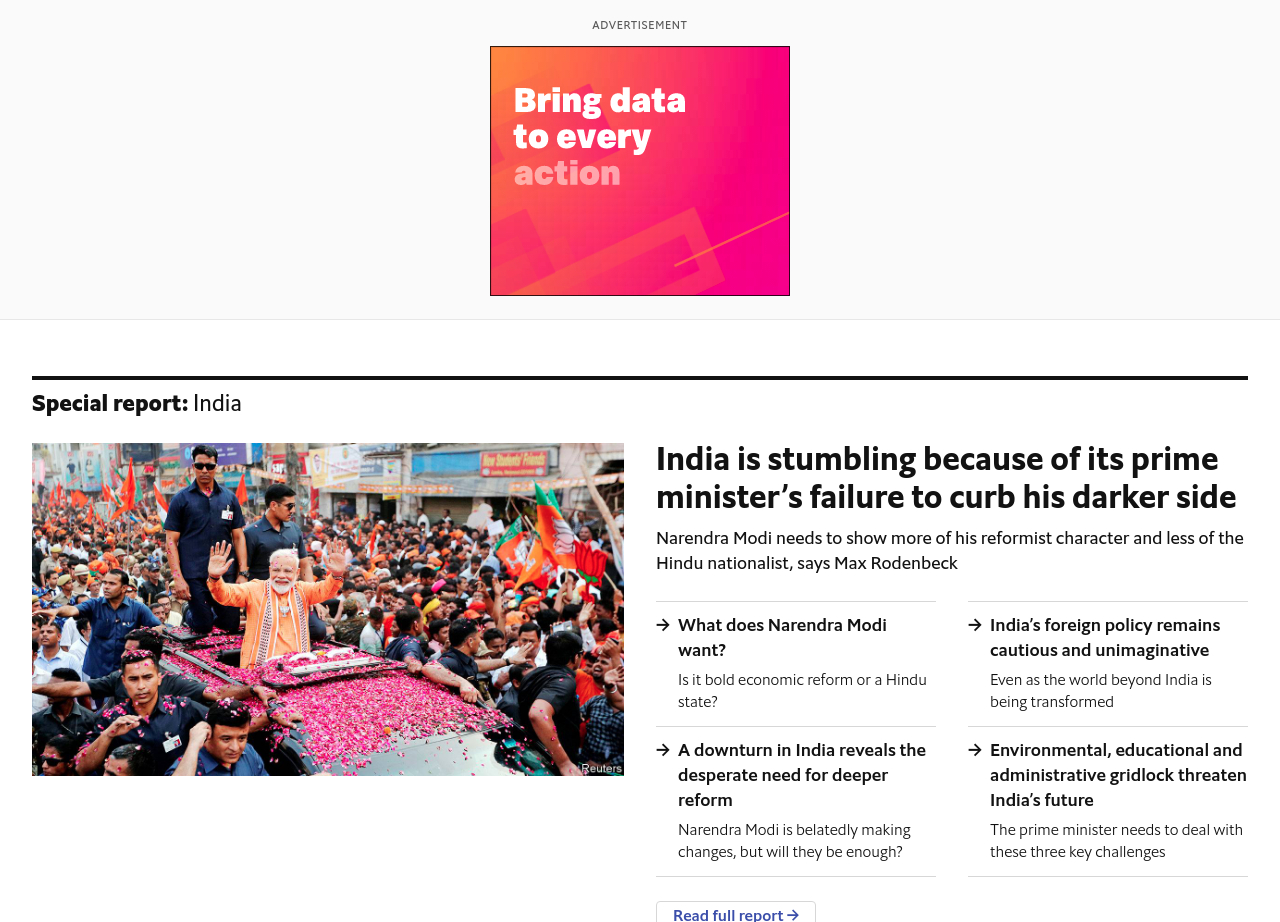 ADVERTISEMENT
Bring data
to every
action
Special report: India
Reuters
India is stumbling because of its prime
minister’s failure to curb his darker side
Narendra Modi needs to show more of his reformist character and less of the
Hindu nationalist, says Max Rodenbeck
→ What does Narendra Modi
want?
Is it bold economic reform or a Hindu
state?
→ India’s foreign policy remains
cautious and unimaginative
Even as the world beyond India is
being transformed
→ A downturn in India reveals the
desperate need for deeper
reform
Narendra Modi is belatedly making
changes, but will they be enough?
→ Environmental, educational and
administrative gridlock threaten
India’s future
The prime minister needs to deal with
these three key challenges
Read full report →